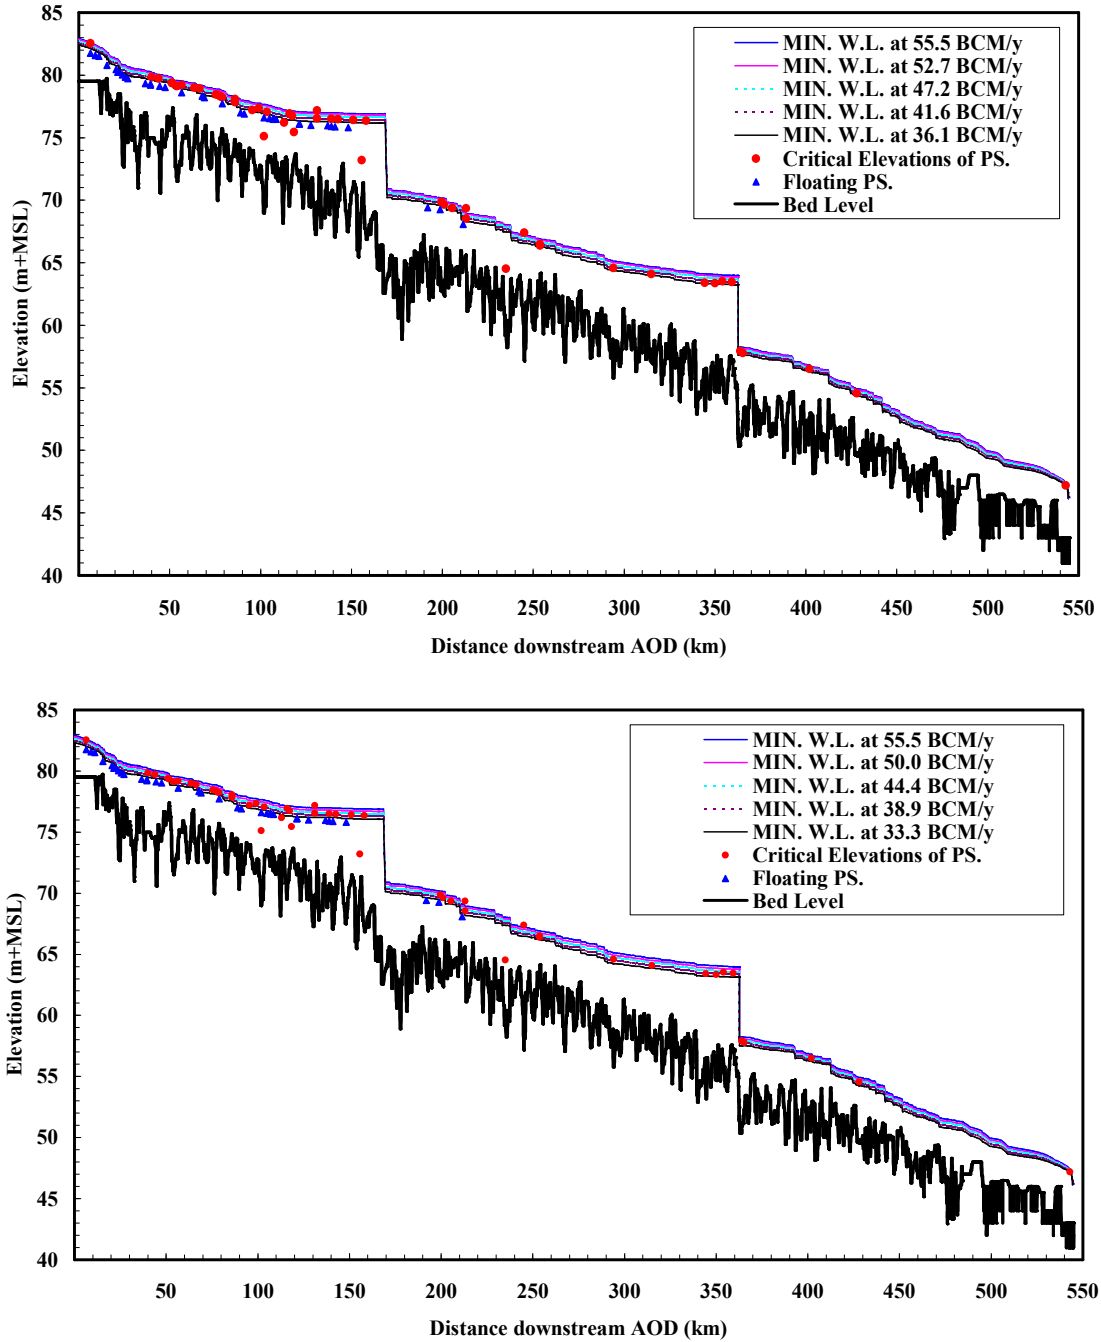 85
80
75
70
65
60
55
50
45
40
Elevation (m+MSL)
MIN. W.L. at 55.5 BCM/y
MIN. W.L. at 52.7 BCM/y
MIN. W.L. at 47.2 BCM/y
MIN. W.L. at 41.6 BCM/y
MIN. W.L. at 36.1 BCM/y
Critical Elevations of PS.
Floating PS.
Bed Level
50 100 150 200 250 300 350 400 450 500 550
Distance downstream AOD (km)
85
80
75
70
65
60
55
50
45
40
Elevation (m+MSL)
MIN. W.L. at 55.5 BCM/y
MIN. W.L. at 50.0 BCM/y
MIN. W.L. at 44.4 BCM/y
MIN. W.L. at 38.9 BCM/y
MIN. W.L. at 33.3 BCM/y
Critical Elevations of PS.
Floating PS.
Bed Level
50 100 150 200 250 300 350 400 450 500 550
Distance downstream AOD (km)